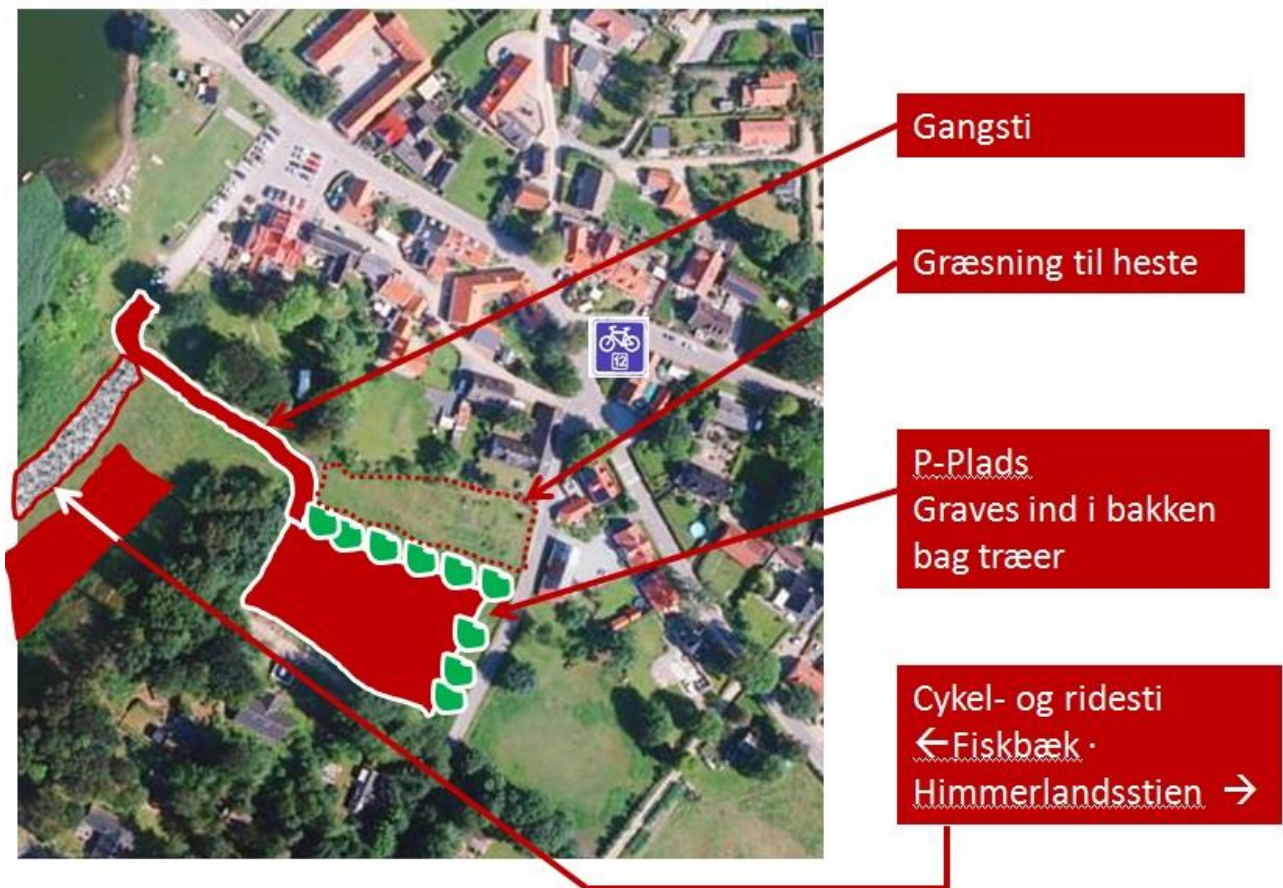 Gangsti
Græsning til heste
12
P-Plads
Graves ind i bakken
bag træer
Cykel- og ridesti
←Fiskbæk ·
Himmerlandsstien →